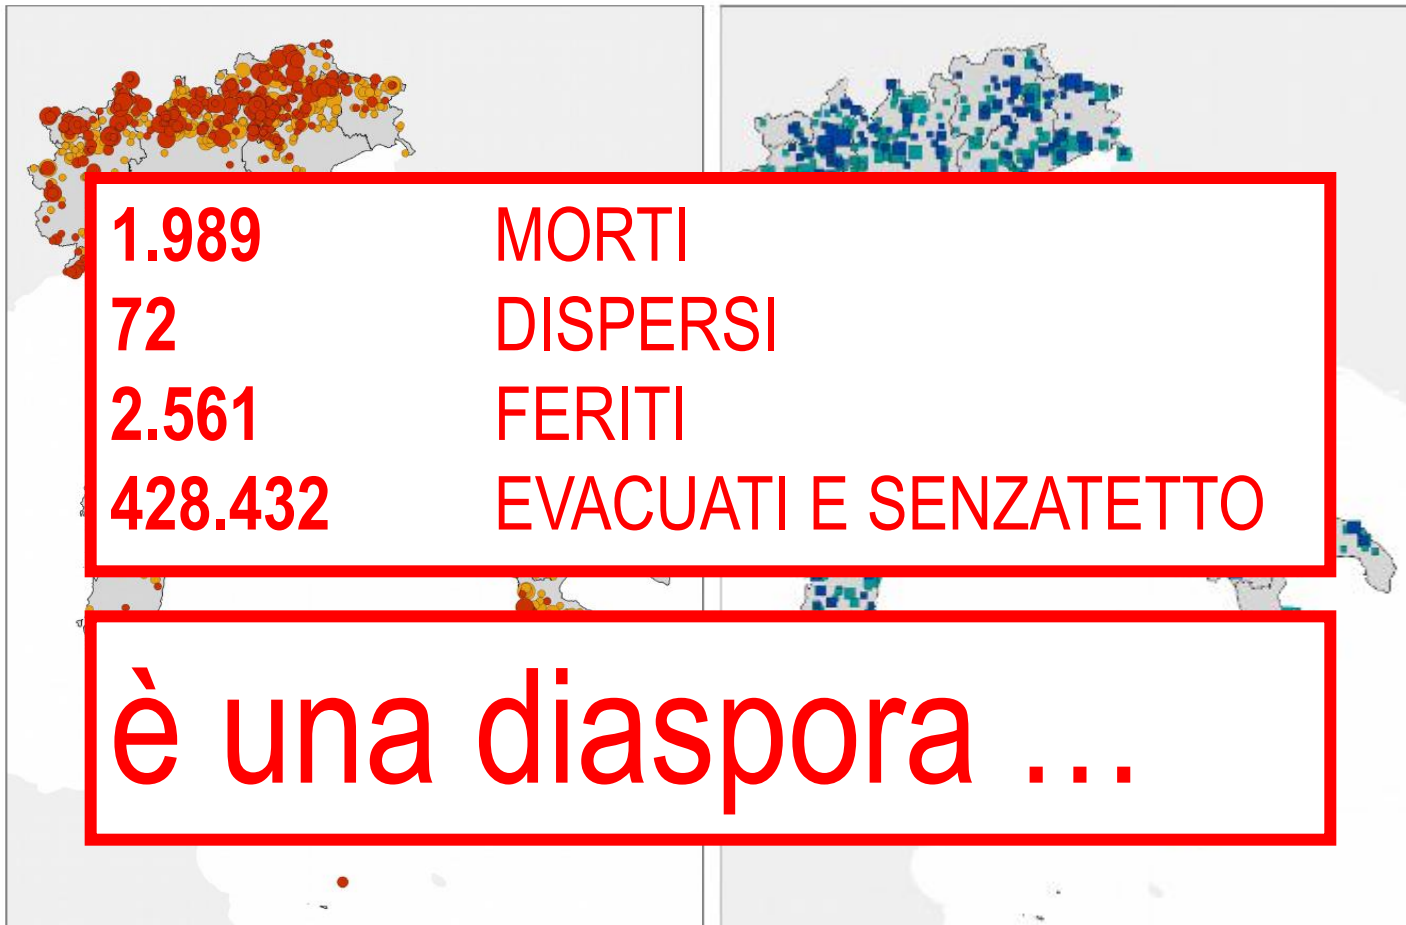 1.989 MORTI
72 DISPERSI
2.561 FERITI
428.432 EVACUATI E SENZATETTO
è una diaspora …